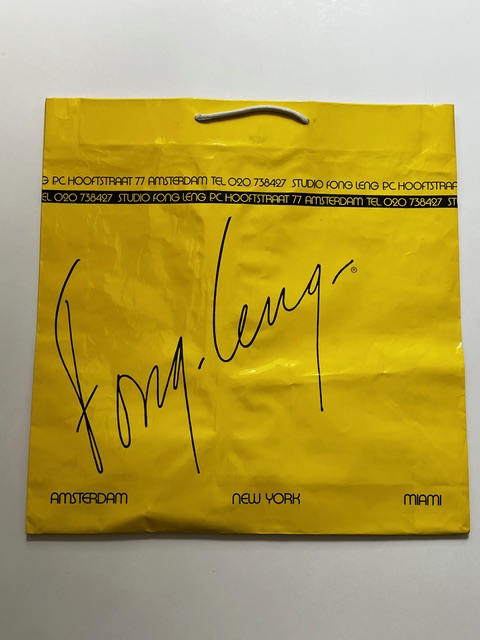 G PC HOOFTSTRAAT 77 AMSTERDAM TEL 020 738427 STUDIO FONG LENG PC HOOFTSTRAAT
EL 020 738427 STUDIO FONG LENG PC HOOFTSTRAAT 77 AMSTERDAM TEL 020 738427 ST
Fong-Leng ®
AMSTERDAM NEW YORK MIAMI